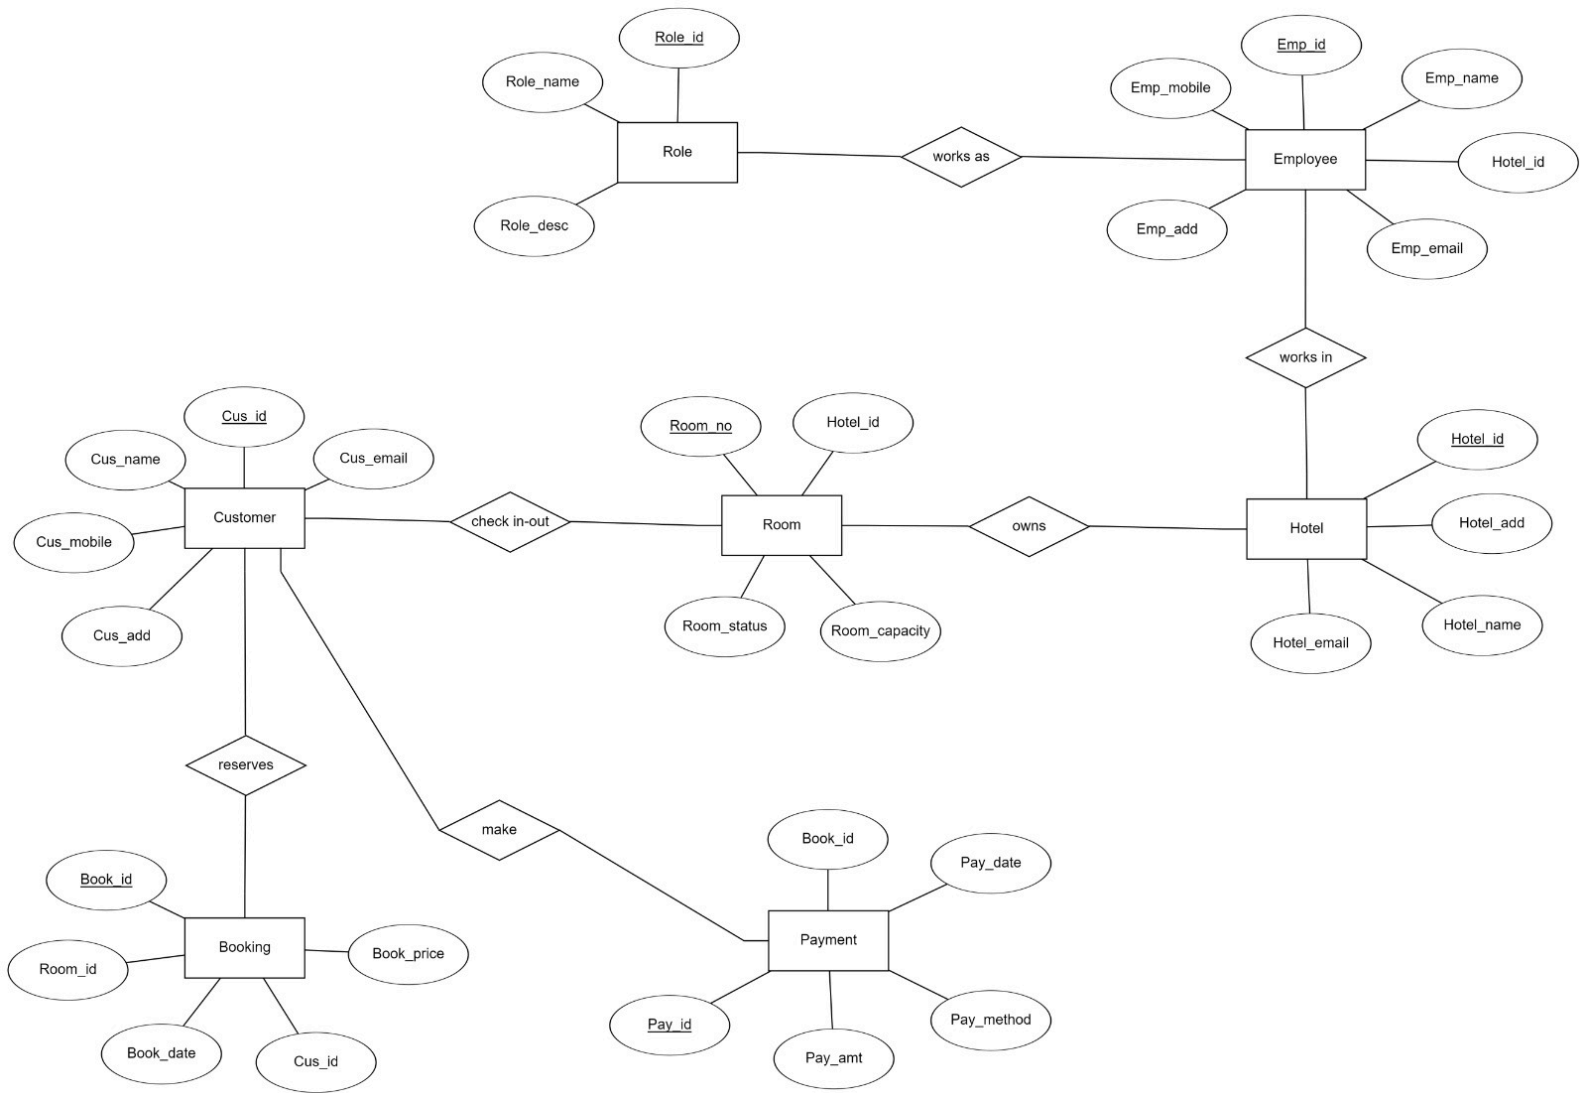 Role_id
Emp_id
Role_name
Emp_mobile
Emp_name
Role
works as
Employee
Hotel_id
Role_desc
Emp_add
Emp_email
works in
Cus_id
Cus_name
Cus_email
Room_no
Hotel_id
Hotel_id
Customer
check in-out
Room
owns
Hotel
Hotel_add
Cus_mobile
Cus_add
Room_status
Room_capacity
Hotel_email
Hotel_name
reserves
make
Book_id
Pay_date
Book_id
Booking
Book_price
Payment
Room_id
Book_date
Cus_id
Pay_id
Pay_amt
Pay_method